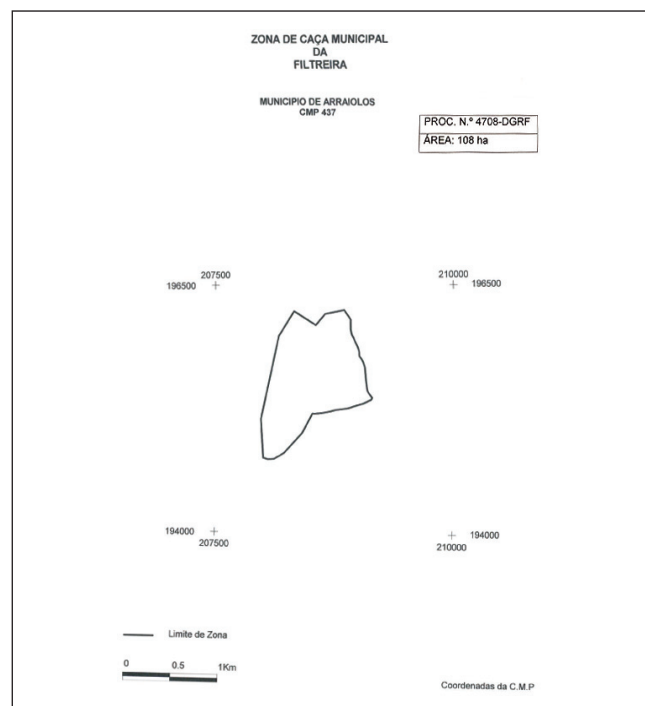 ZONA DE CAÇA MUNICIPAL
DA
FILTREIRA
MUNICIPIO DE ARRAIOLOS
CMP 437
PROC. N.º 4708-DGRF
ÁREA: 108 ha
207500
196500
210000
196500
194000
207500
194000
210000
Limite de Zona
0 0.5 1Km
Coordenadas da C.M.P